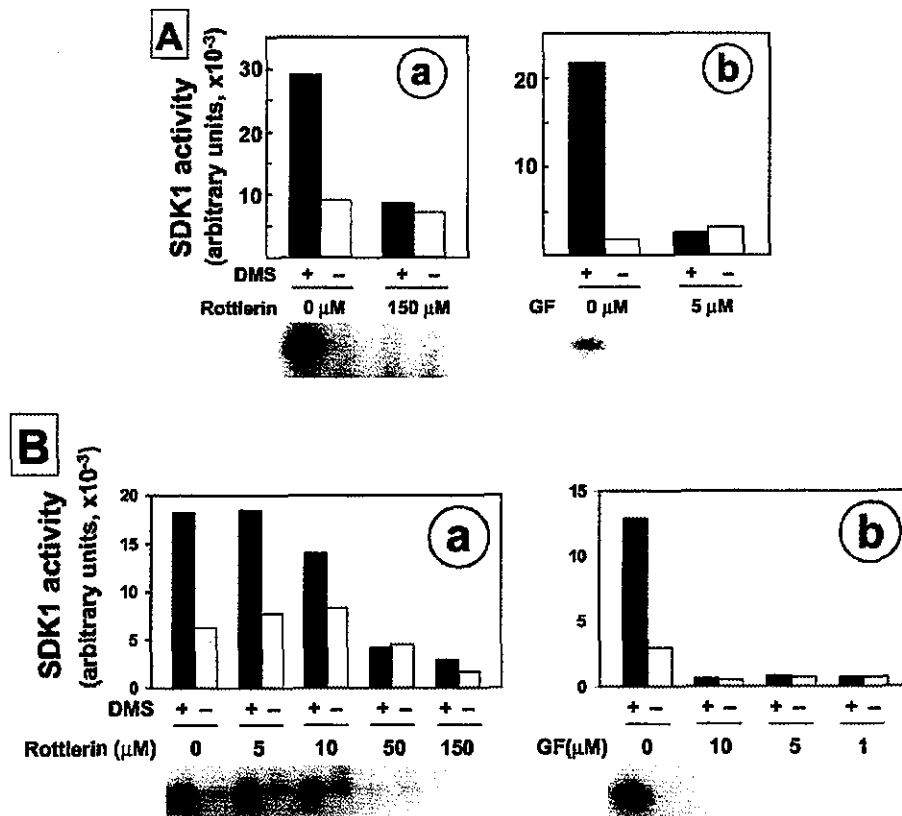 A
SDK1 activity
(arbitrary units, x10-3)
30
20
10
a
DMS + − + −
Rottlerin 0 µM 150 µM
20
10
b
+ − + −
GF 0 µM 5 µM
B
SDK1 activity
(arbitrary units, x10-3)
20
15
10
5
0
a
DMS + − + − + − + − + −
Rottlerin (µM) 0 5 10 50 150
15
10
5
0
b
+ − + − + − + −
GF(µM) 0 10 5 1